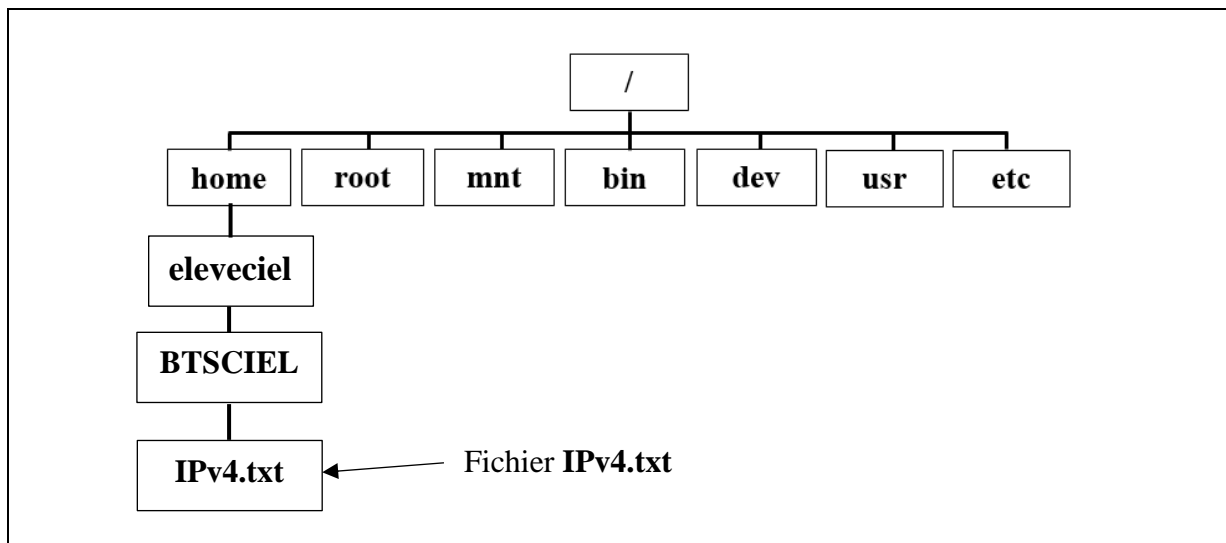 /
home root mnt bin dev usr etc
eleveciel
BTSCIEL
IPv4.txt Fichier IPv4.txt